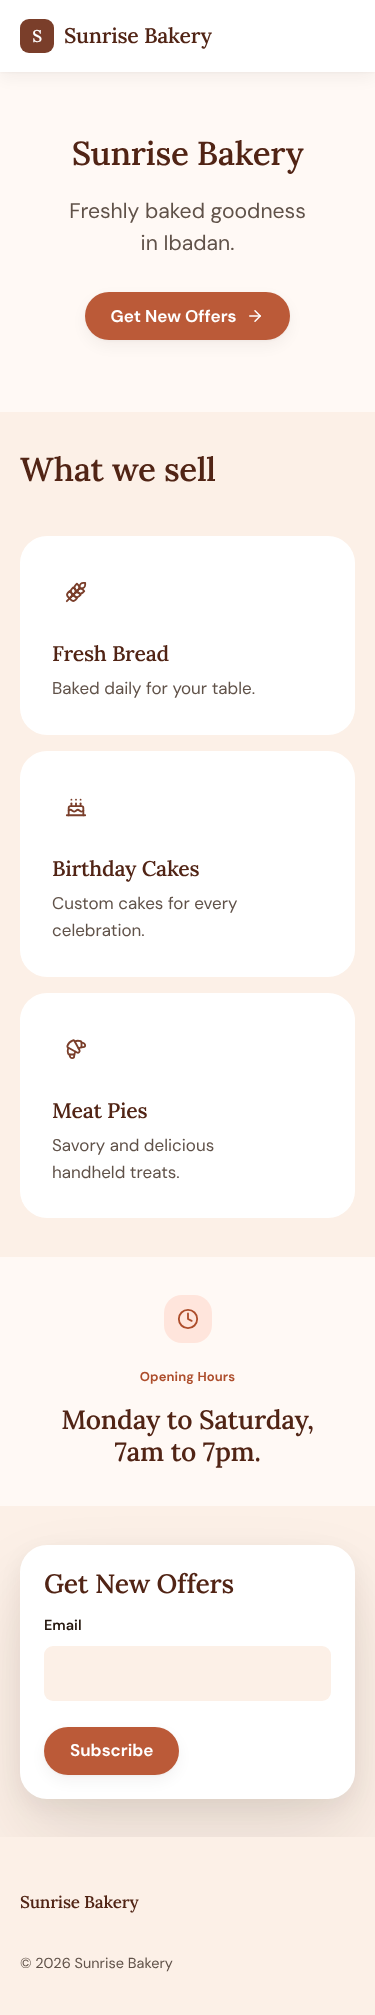 S
Sunrise Bakery
Sunrise Bakery
Freshly baked goodness
in Ibadan.
Get New Offers
What we sell
Fresh Bread
Baked daily for your table.
Birthday Cakes
Custom cakes for every
celebration.
Meat Pies
Savory and delicious
handheld treats.
Opening Hours
Monday to Saturday,
7am to 7pm.
Get New Offers
Email
Subscribe
Sunrise Bakery
© 2026 Sunrise Bakery